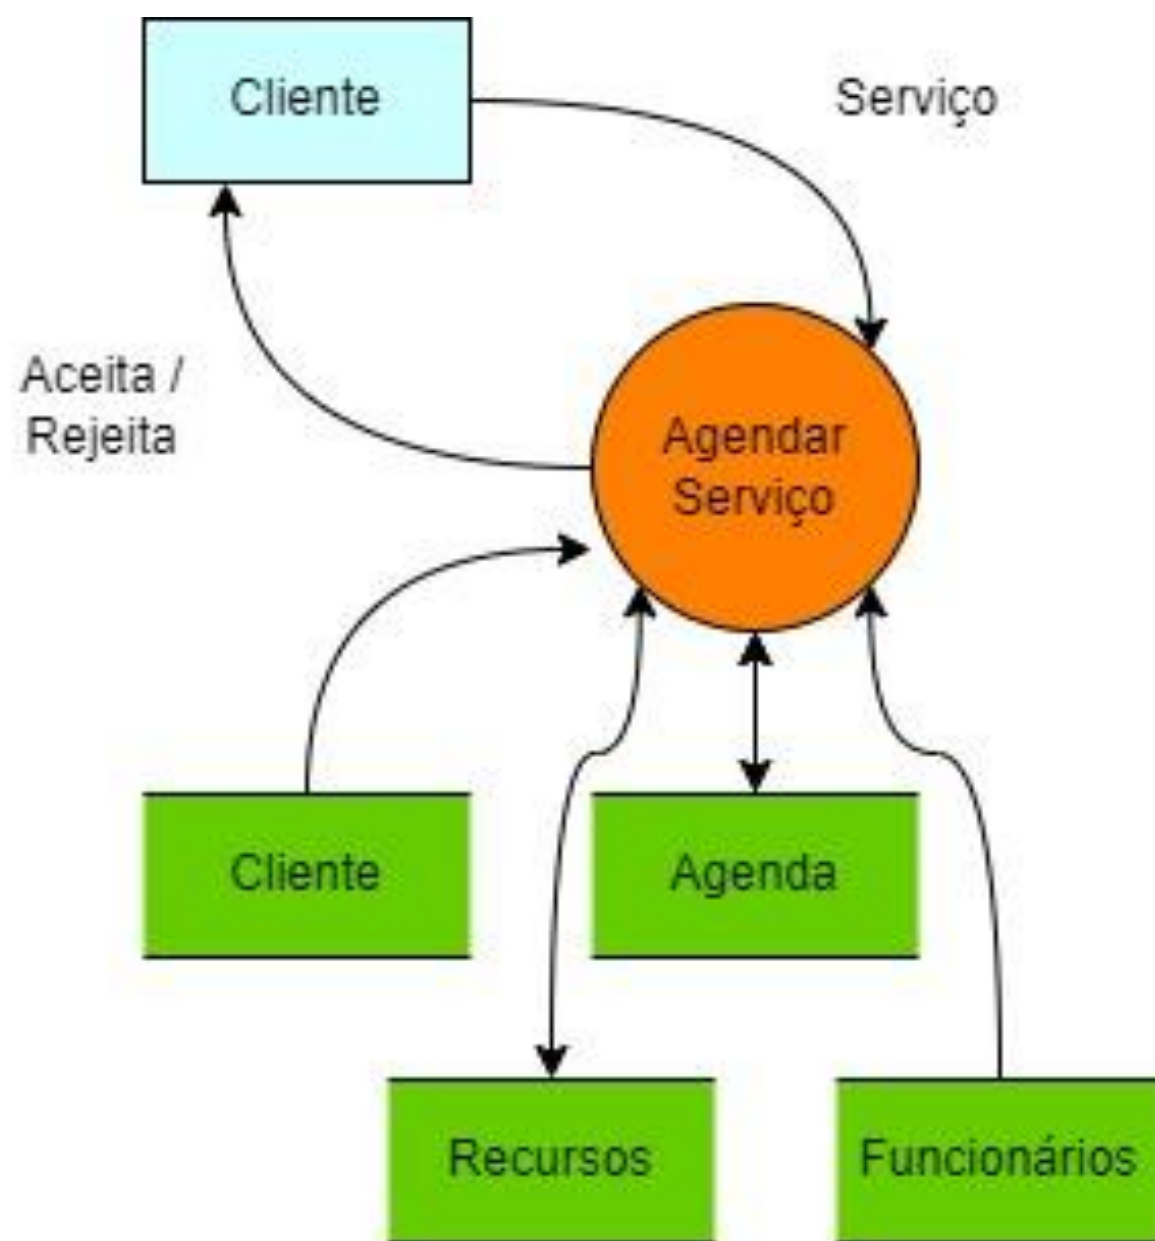 Cliente
Serviço
Aceita /
Rejeita
Agendar
Serviço
Cliente
Agenda
Recursos
Funcionários